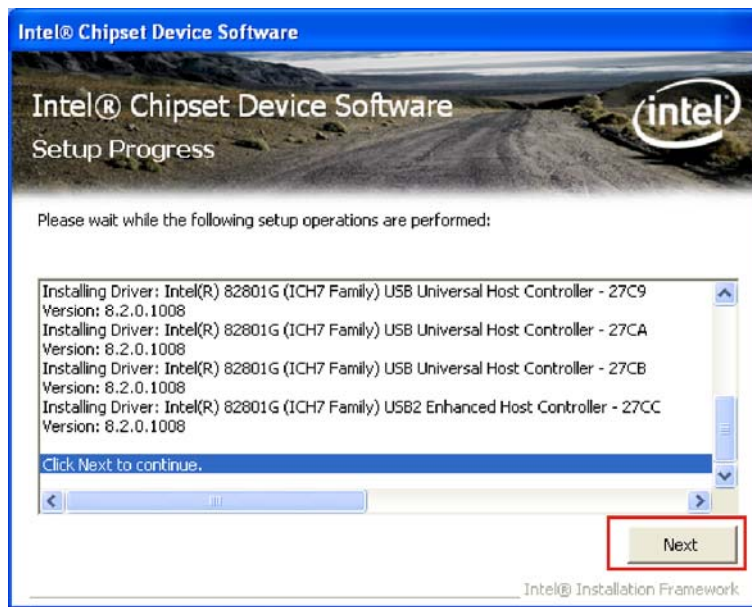 Intel® Chipset Device Software
Intel® Chipset Device Software
intel
Setup Progress
Please wait while the following setup operations are performed:
Installing Driver: Intel(R) 82801G (ICH7 Family) USB Universal Host Controller - 27C9
Version: 8.2.0.1008
Installing Driver: Intel(R) 82801G (ICH7 Family) USB Universal Host Controller - 27CA
Version: 8.2.0.1008
Installing Driver: Intel(R) 82801G (ICH7 Family) USB Universal Host Controller - 27CB
Version: 8.2.0.1008
Installing Driver: Intel(R) 82801G (ICH7 Family) USB2 Enhanced Host Controller - 27CC
Version: 8.2.0.1008
Click Next to continue.
Next
Intel® Installation Framework